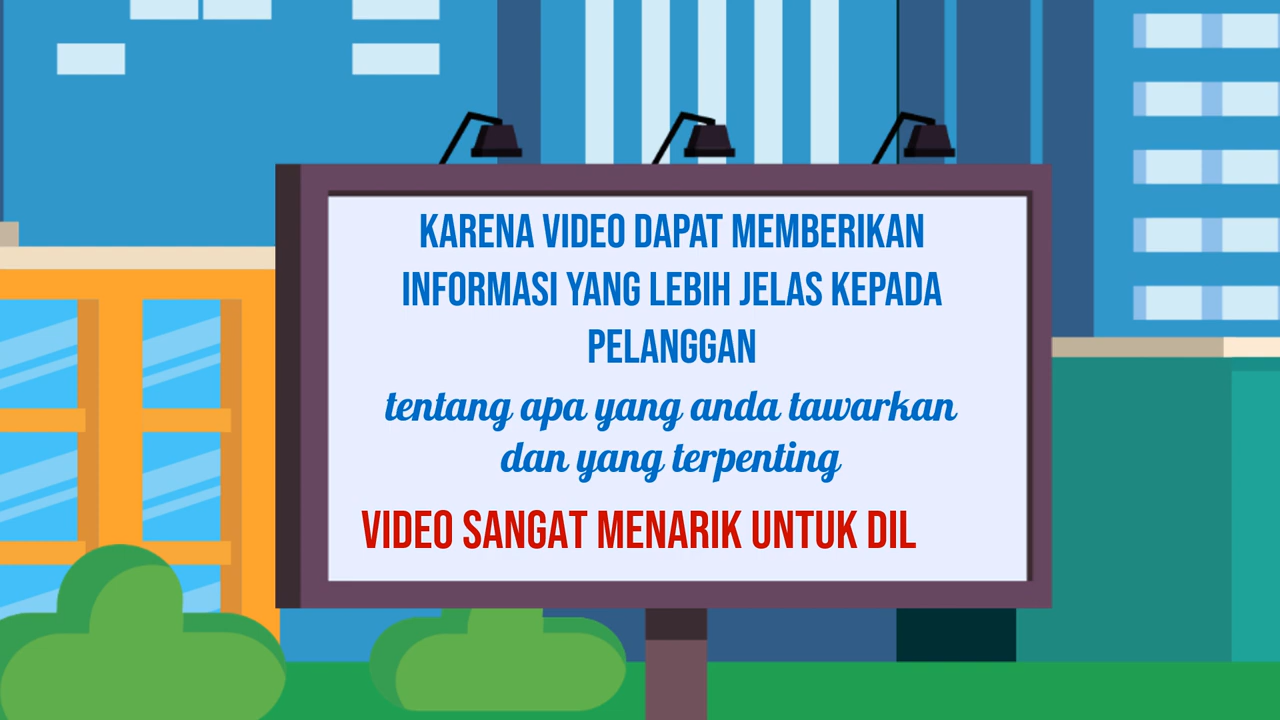 KARENA VIDEO DAPAT MEMBERIKAN
INFORMASI YANG LEBIH JELAS KEPADA
PELANGGAN
tentang apa yang anda tawarkan
dan yang terpenting
VIDEO SANGAT MENARIK UNTUK DIL